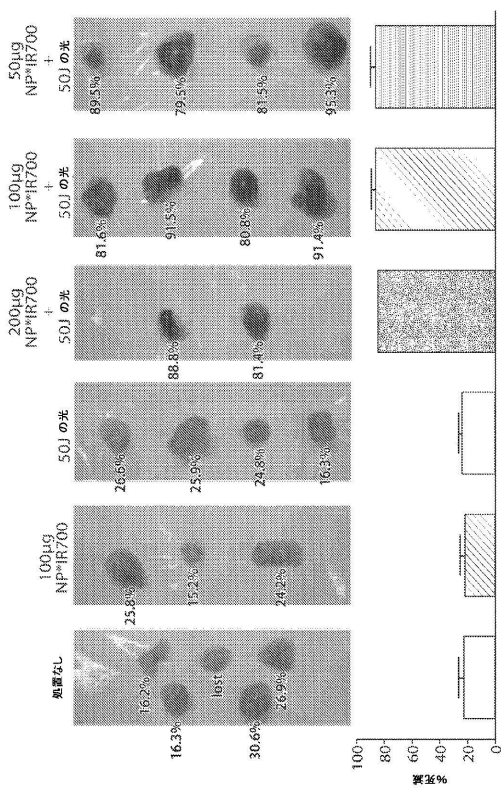 処置なし
16.2%
16.3%
lost
30.6%
26.9%
100μg
NP*IR700
25.8%
15.2%
24.2%
50J の光
26.6%
25.9%
24.8%
16.3%
200μg
NP*IR700
+
50J の光
88.8%
81.4%
100μg
NP*IR700
+
50J の光
81.6%
91.5%
80.8%
91.4%
50μg
NP*IR700
+
50J の光
89.5%
79.5%
81.5%
95.3%
%死滅
100
80
60
40
20
0